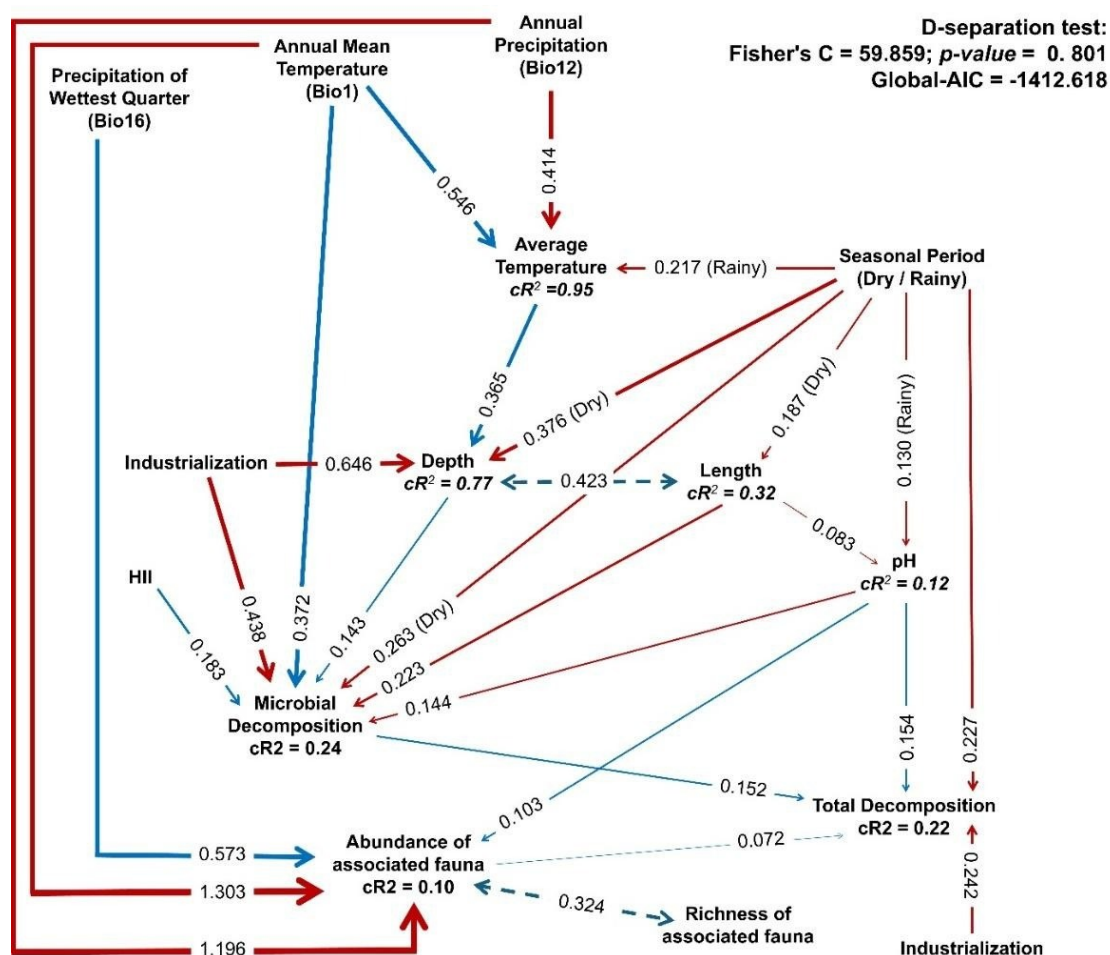 Annual
Precipitation
(Bio12)
D-separation test:
Fisher's C = 59.859; p-value = 0. 801
Global-AIC = -1412.618
Annual Mean
Temperature
(Bio1)
Precipitation of
Wettest Quarter
(Bio16)
0.414
0.546
Average
Temperature
cR² =0.95
0.217 (Rainy)
Seasonal Period
(Dry / Rainy)
0.365
0.376 (Dry)
0.187 (Dry)
0.130 (Rainy)
Industrialization
0.646
Depth
cR² = 0.77
0.423
Length
cR² = 0.32
0.083
pH
cR² = 0.12
HII
0.183
0.438
0.372
0.143
0.263 (Dry)
0.223
0.144
Microbial
Decomposition
cR2 = 0.24
0.154
0.227
0.152
0.103
Total Decomposition
cR2 = 0.22
0.072
0.573
1.303
1.196
Abundance of
associated fauna
cR2 = 0.10
0.324
Richness of
associated fauna
0.242
Industrialization